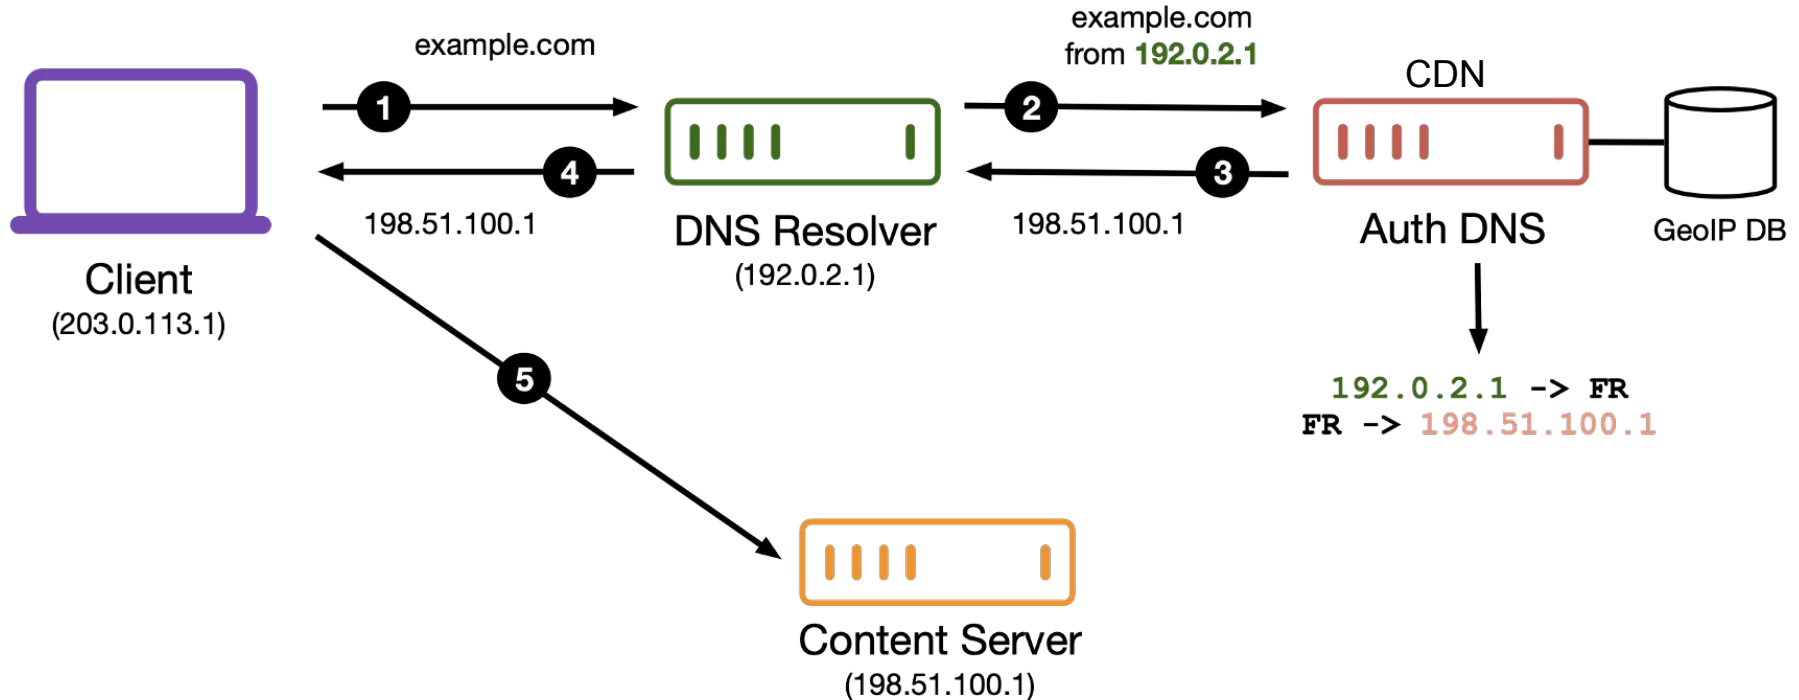 example.com
example.com
from 192.0.2.1
CDN
1
2
4
3
198.51.100.1
198.51.100.1
DNS Resolver
(192.0.2.1)
Auth DNS
GeoIP DB
Client
(203.0.113.1)
5
192.0.2.1 -> FR
FR -> 198.51.100.1
Content Server
(198.51.100.1)